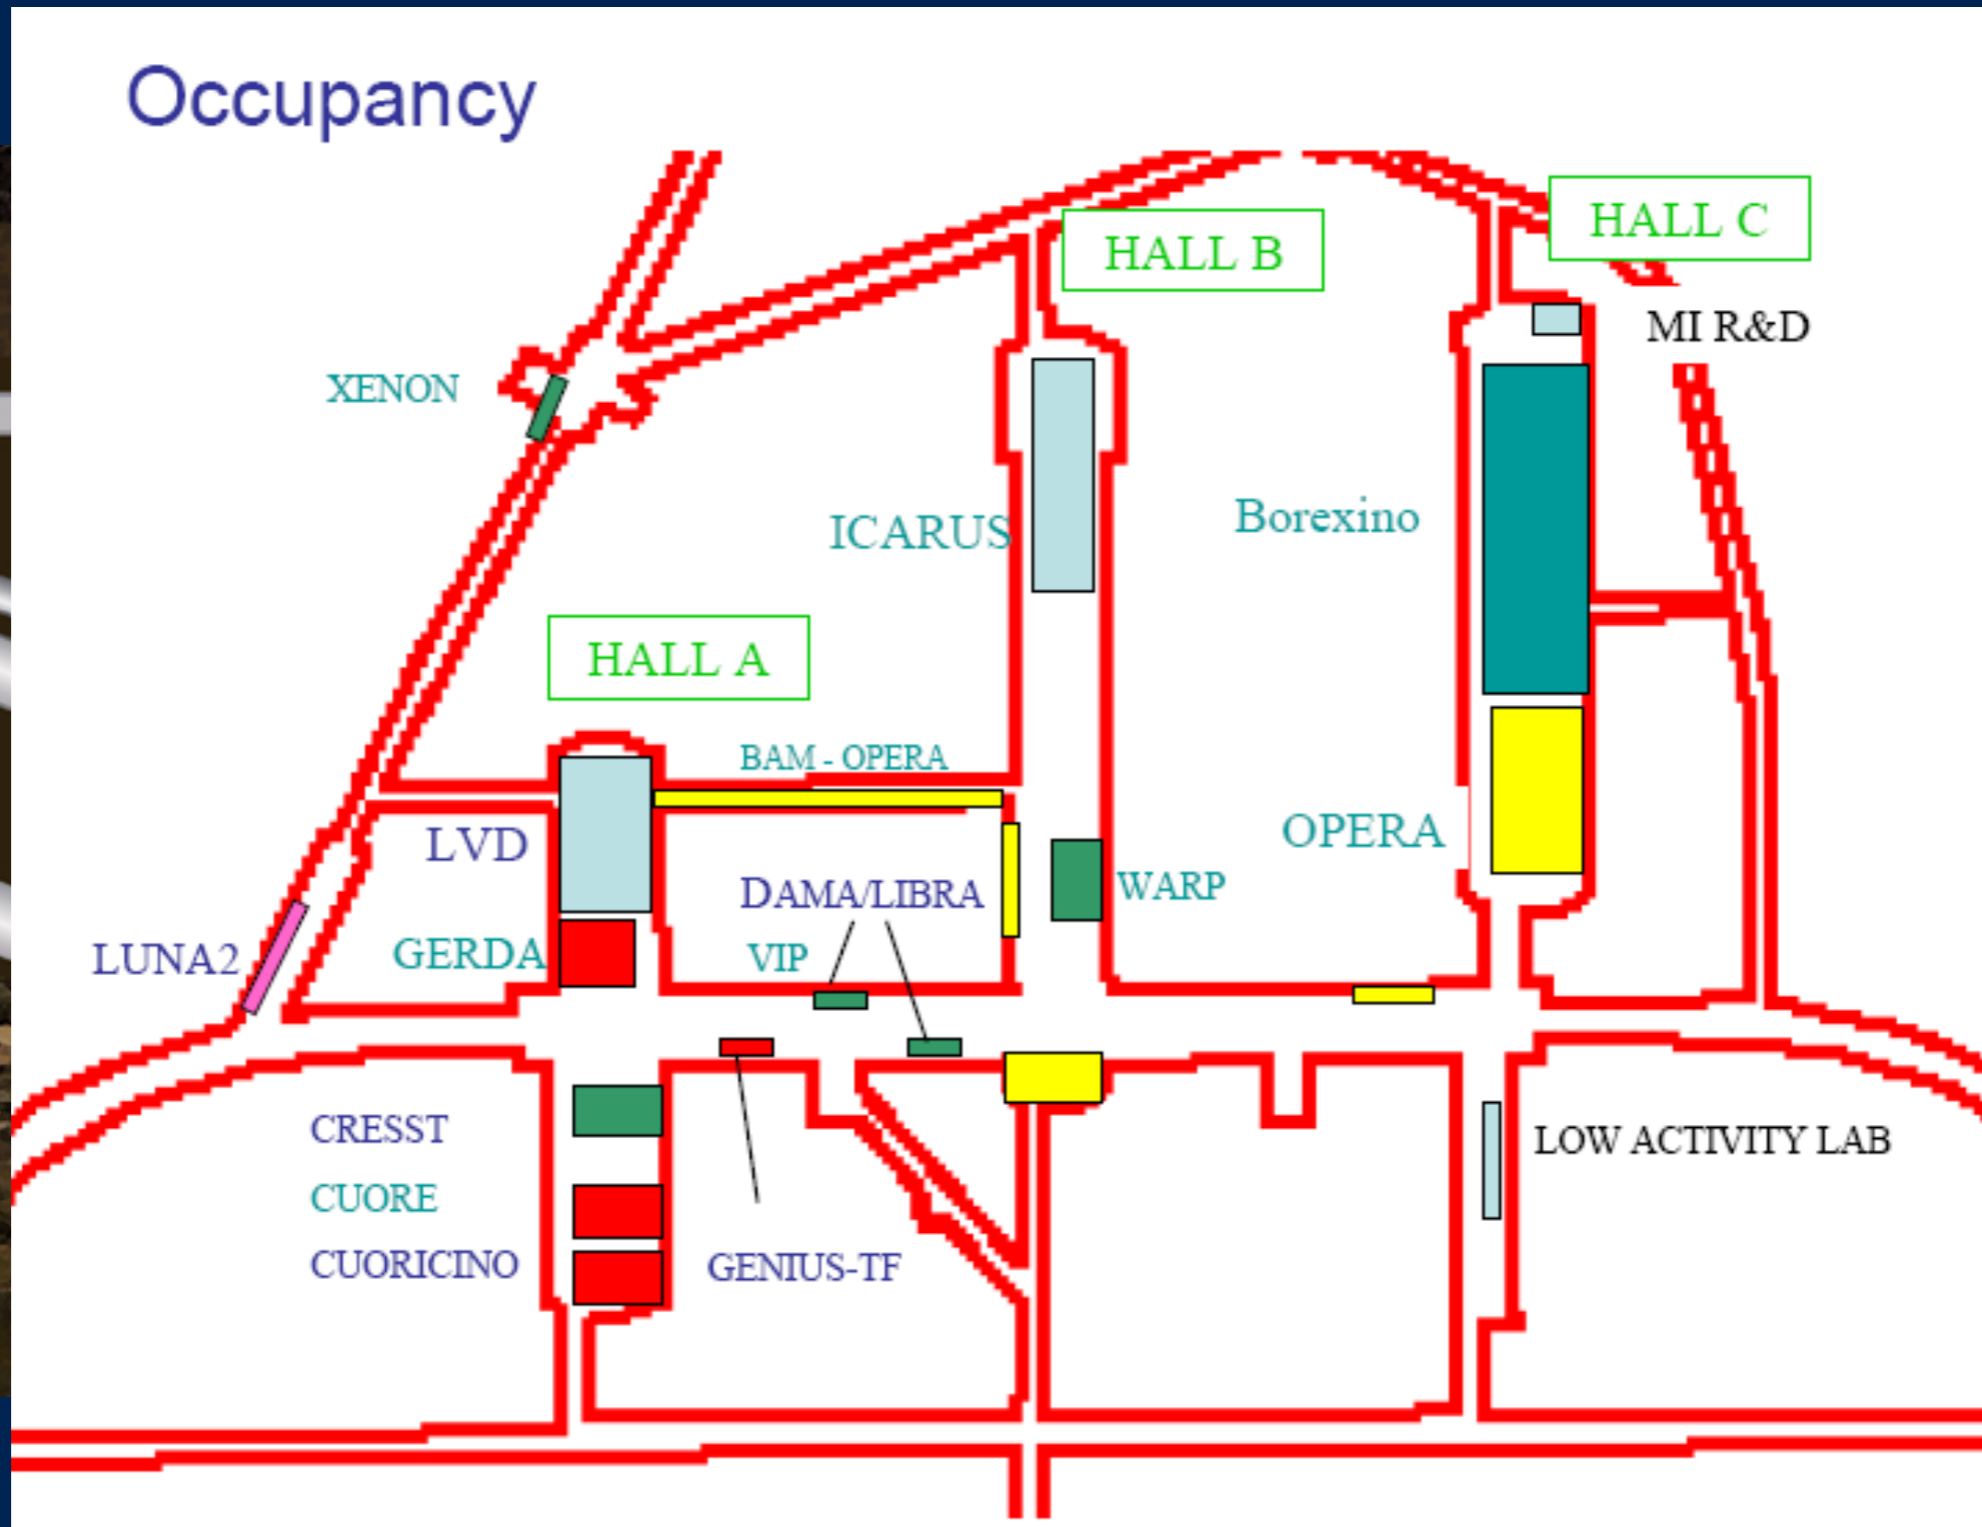 Occupancy
HALL C
HALL B
MI R&D
XENON
Borexino
ICARUS
HALL A
BAM - OPERA
OPERA
LVD
WARP
DAMA/LIBRA
LUNA2
GERDA
VIP
CRESST
LOW ACTIVITY LAB
CUORE
CUORICINO
GENIUS-TF